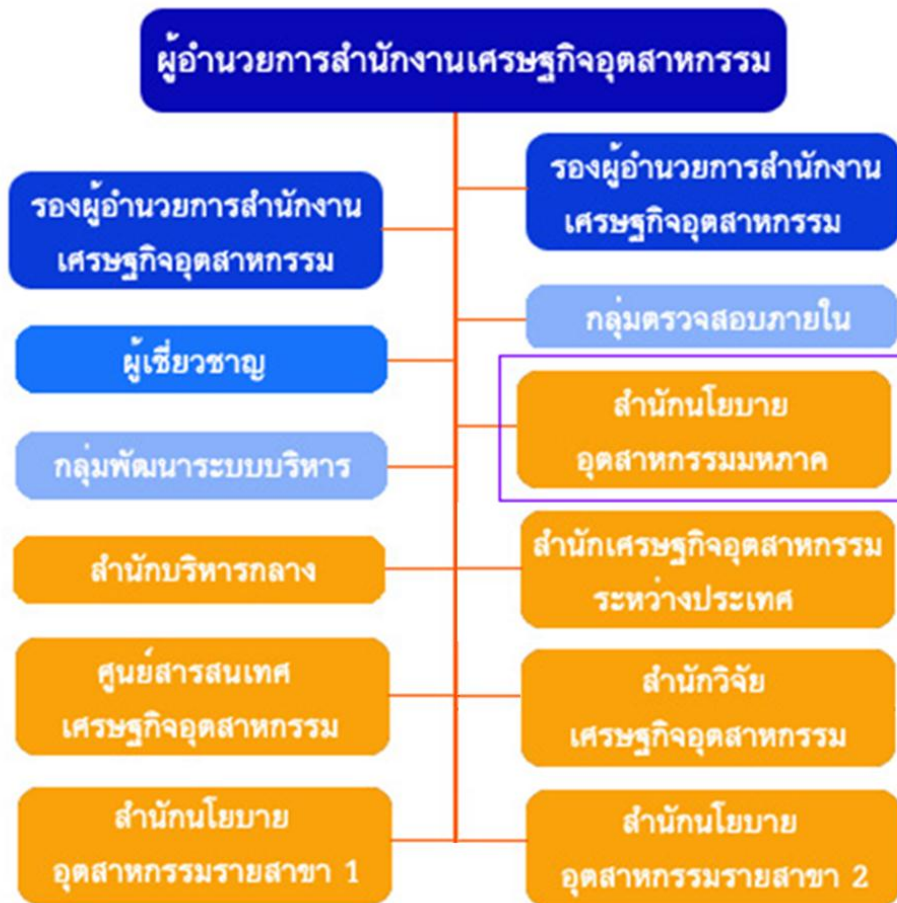 ผู้อำนวยการสำนักงานเศรษฐกิจอุตสาหกรรม
รองผู้อำนวยการสำนักงาน
เศรษฐกิจอุตสาหกรรม
รองผู้อำนวยการสำนักงาน
เศรษฐกิจอุตสาหกรรม
ผู้เชี่ยวชาญ
กลุ่มตรวจสอบภายใน
กลุ่มพัฒนาระบบบริหาร
สำนักนโยบาย
อุตสาหกรรมมหภาค
สำนักบริหารกลาง
สำนักเศรษฐกิจอุตสาหกรรม
ระหว่างประเทศ
ศูนย์สารสนเทศ
เศรษฐกิจอุตสาหกรรม
สำนักวิจัย
เศรษฐกิจอุตสาหกรรม
สำนักนโยบาย
อุตสาหกรรมรายสาขา 1
สำนักนโยบาย
อุตสาหกรรมรายสาขา 2